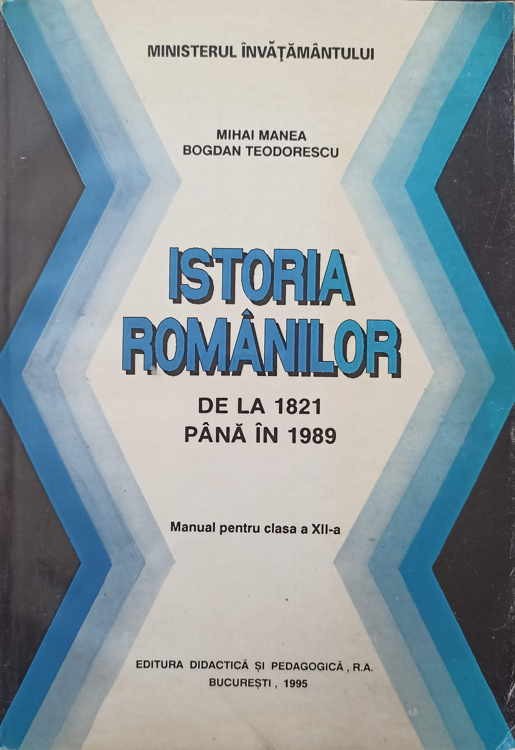 MINISTERUL ÎNVĂȚĂMÂNTULUI
MIHAI MANEA
BOGDAN TEODORESCU
ISTORIA
ROMÂNILOR
DE LA 1821
PÂNĂ ÎN 1989
Manual pentru clasa a XII-a
EDITURA DIDACTICĂ ȘI PEDAGOGICĂ, R.A.
BUCUREȘTI, 1995